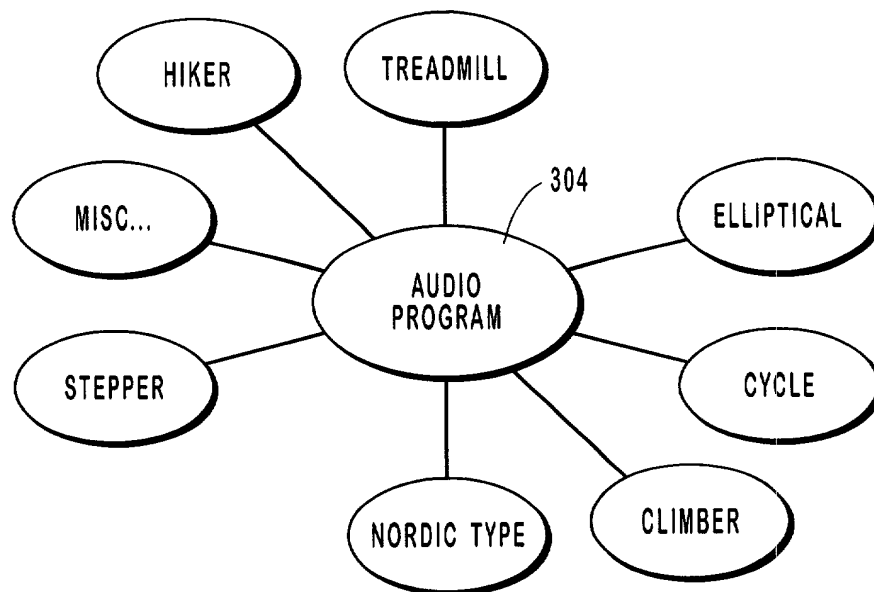 HIKER
TREADMILL
304
MISC...
ELLIPTICAL
AUDIO
PROGRAM
STEPPER
CYCLE
NORDIC TYPE
CLIMBER